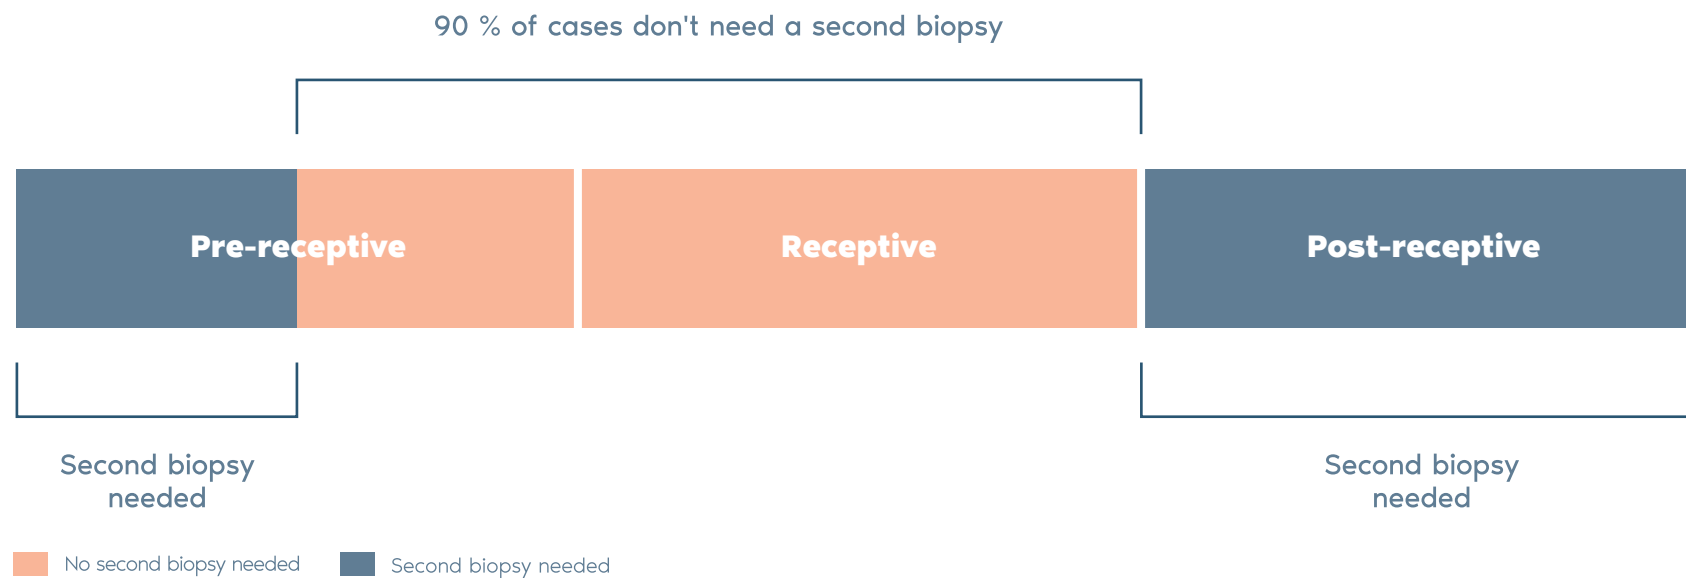 90 % of cases don't need a second biopsy
Pre-receptive
Receptive
Post-receptive
Second biopsy
needed
Second biopsy
needed
No second biopsy needed
Second biopsy needed